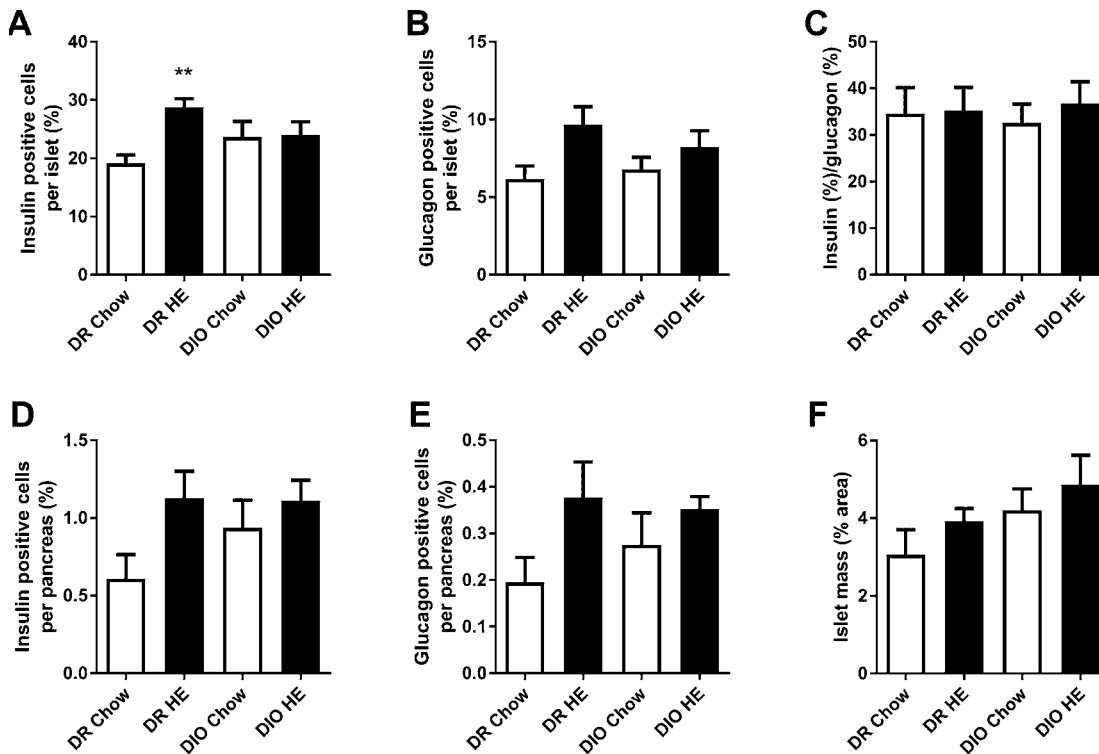 A
Insulin positive cells
per islet (%)
40
30
20
10
0
**
DR Chow
DR HE
DIO Chow
DIO HE
B
Glucagon positive cells
per islet (%)
15
10
5
0
DR Chow
DR HE
DIO Chow
DIO HE
C
Insulin (%)/glucagon (%)
50
40
30
20
10
0
DR Chow
DR HE
DIO Chow
DIO HE
D
Insulin positive cells
per pancreas (%)
1.5
1.0
0.5
0.0
DR Chow
DR HE
DIO Chow
DIO HE
E
Glucagon positive cells
per pancreas (%)
0.5
0.4
0.3
0.2
0.1
0.0
DR Chow
DR HE
DIO Chow
DIO HE
F
Islet mass (% area)
6
4
2
0
DR Chow
DR HE
DIO Chow
DIO HE